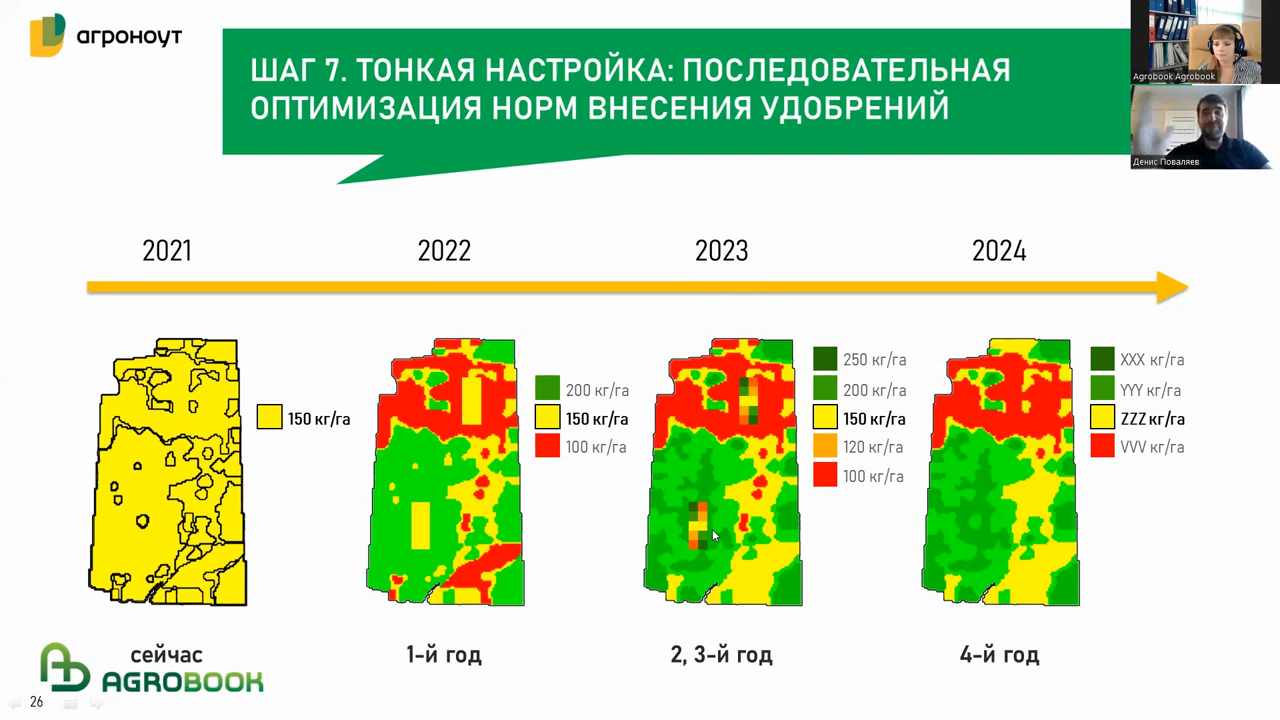 агроноут
ШАГ 7. ТОНКАЯ НАСТРОЙКА: ПОСЛЕДОВАТЕЛЬНАЯ
ОПТИМИЗАЦИЯ НОРМ ВНЕСЕНИЯ УДОБРЕНИЙ
Agrobook Agrobook
Денис Поваляев
2021
2022
2023
2024
150 кг/га
200 кг/га
150 кг/га
100 кг/га
250 кг/га
200 кг/га
150 кг/га
120 кг/га
100 кг/га
XXX кг/га
YYY кг/га
ZZZ кг/га
VVV кг/га
сейчас
1-й год
2, 3-й год
4-й год
AGROBOOK
26